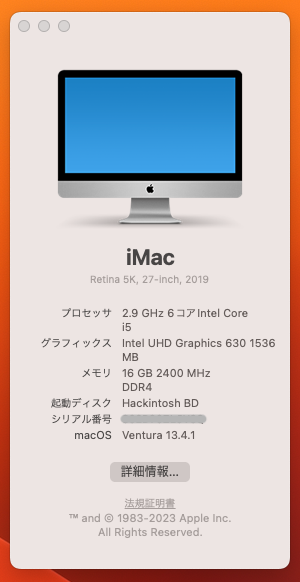 iMac
Retina 5K, 27-inch, 2019
プロセッサ 2.9 GHz 6コアIntel Core
i5
グラフィックス Intel UHD Graphics 630 1536
MB
メモリ 16 GB 2400 MHz
DDR4
起動ディスク Hackintosh BD
シリアル番号
macOS Ventura 13.4.1
詳細情報...
法規証明書
™ and © 1983-2023 Apple Inc.
All Rights Reserved.